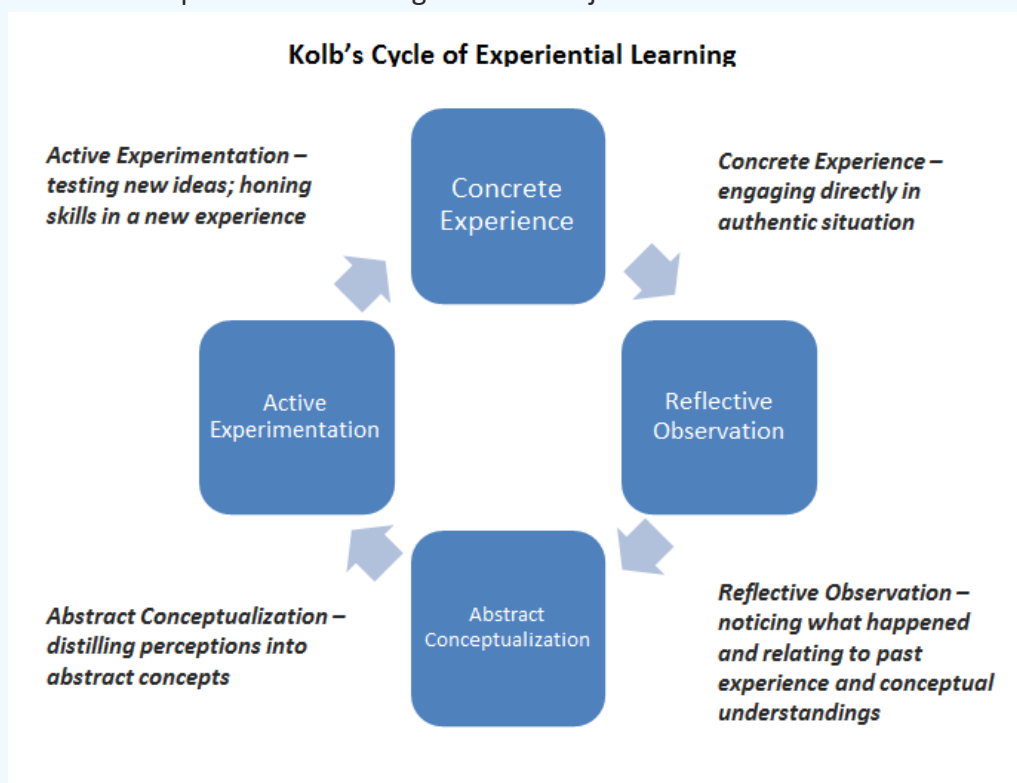 Kolb's Cycle of Experiential Learning
Active Experimentation –
testing new ideas; honing
skills in a new experience
Concrete
Experience
Concrete Experience –
engaging directly in
authentic situation
Active
Experimentation
Reflective
Observation
Abstract
Conceptualization
Abstract Conceptualization –
distilling perceptions into
abstract concepts
Reflective Observation –
noticing what happened
and relating to past
experience and conceptual
understandings